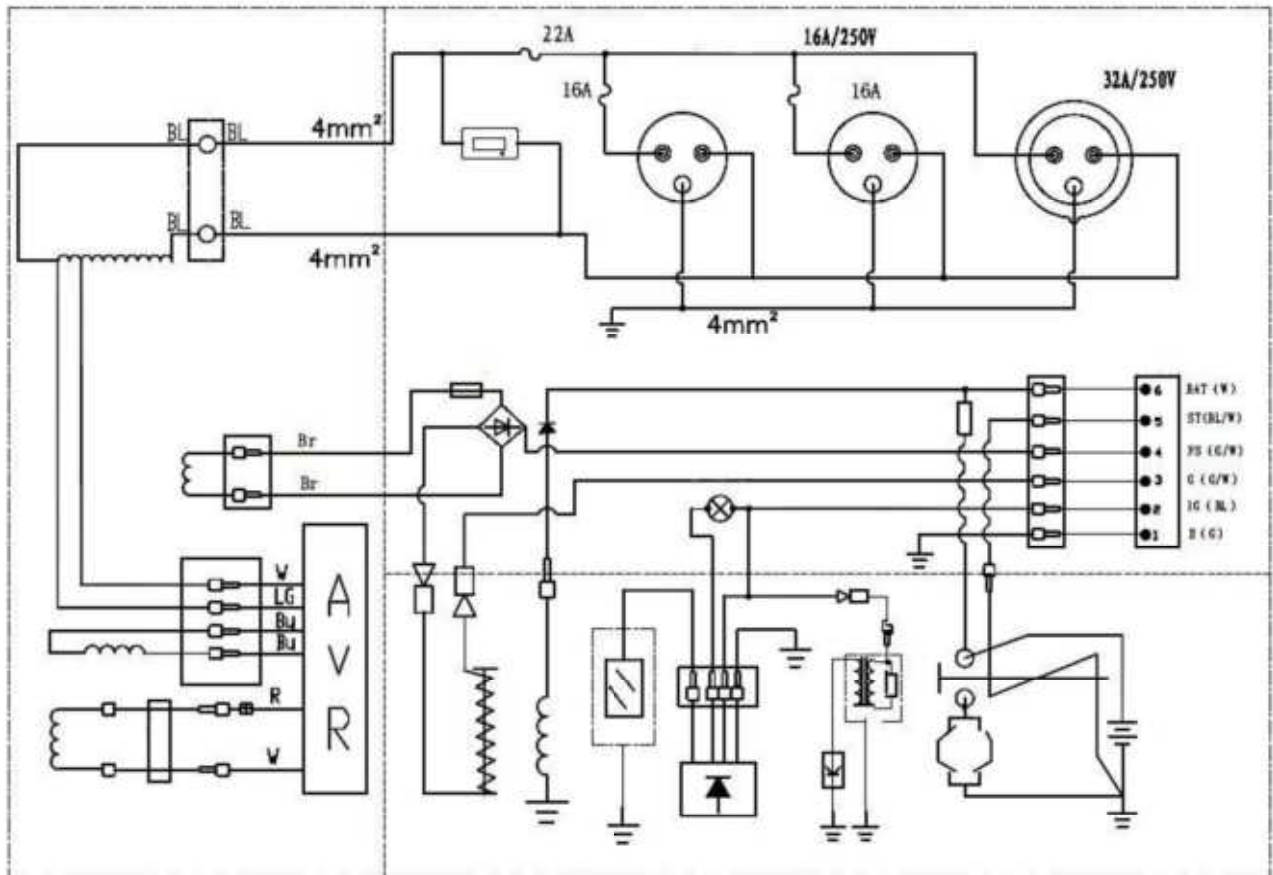 22A
16A/250V
16A
16A
32A/250V
BL
BL
4mm²
BL
BL
4mm²
4mm²
Br
Br
6
BAT (W)
5
ST(BL/W)
4
3
G (G/W)
2
IG (BL)
1
W
LG
Bu
Bu
R
W
AVR